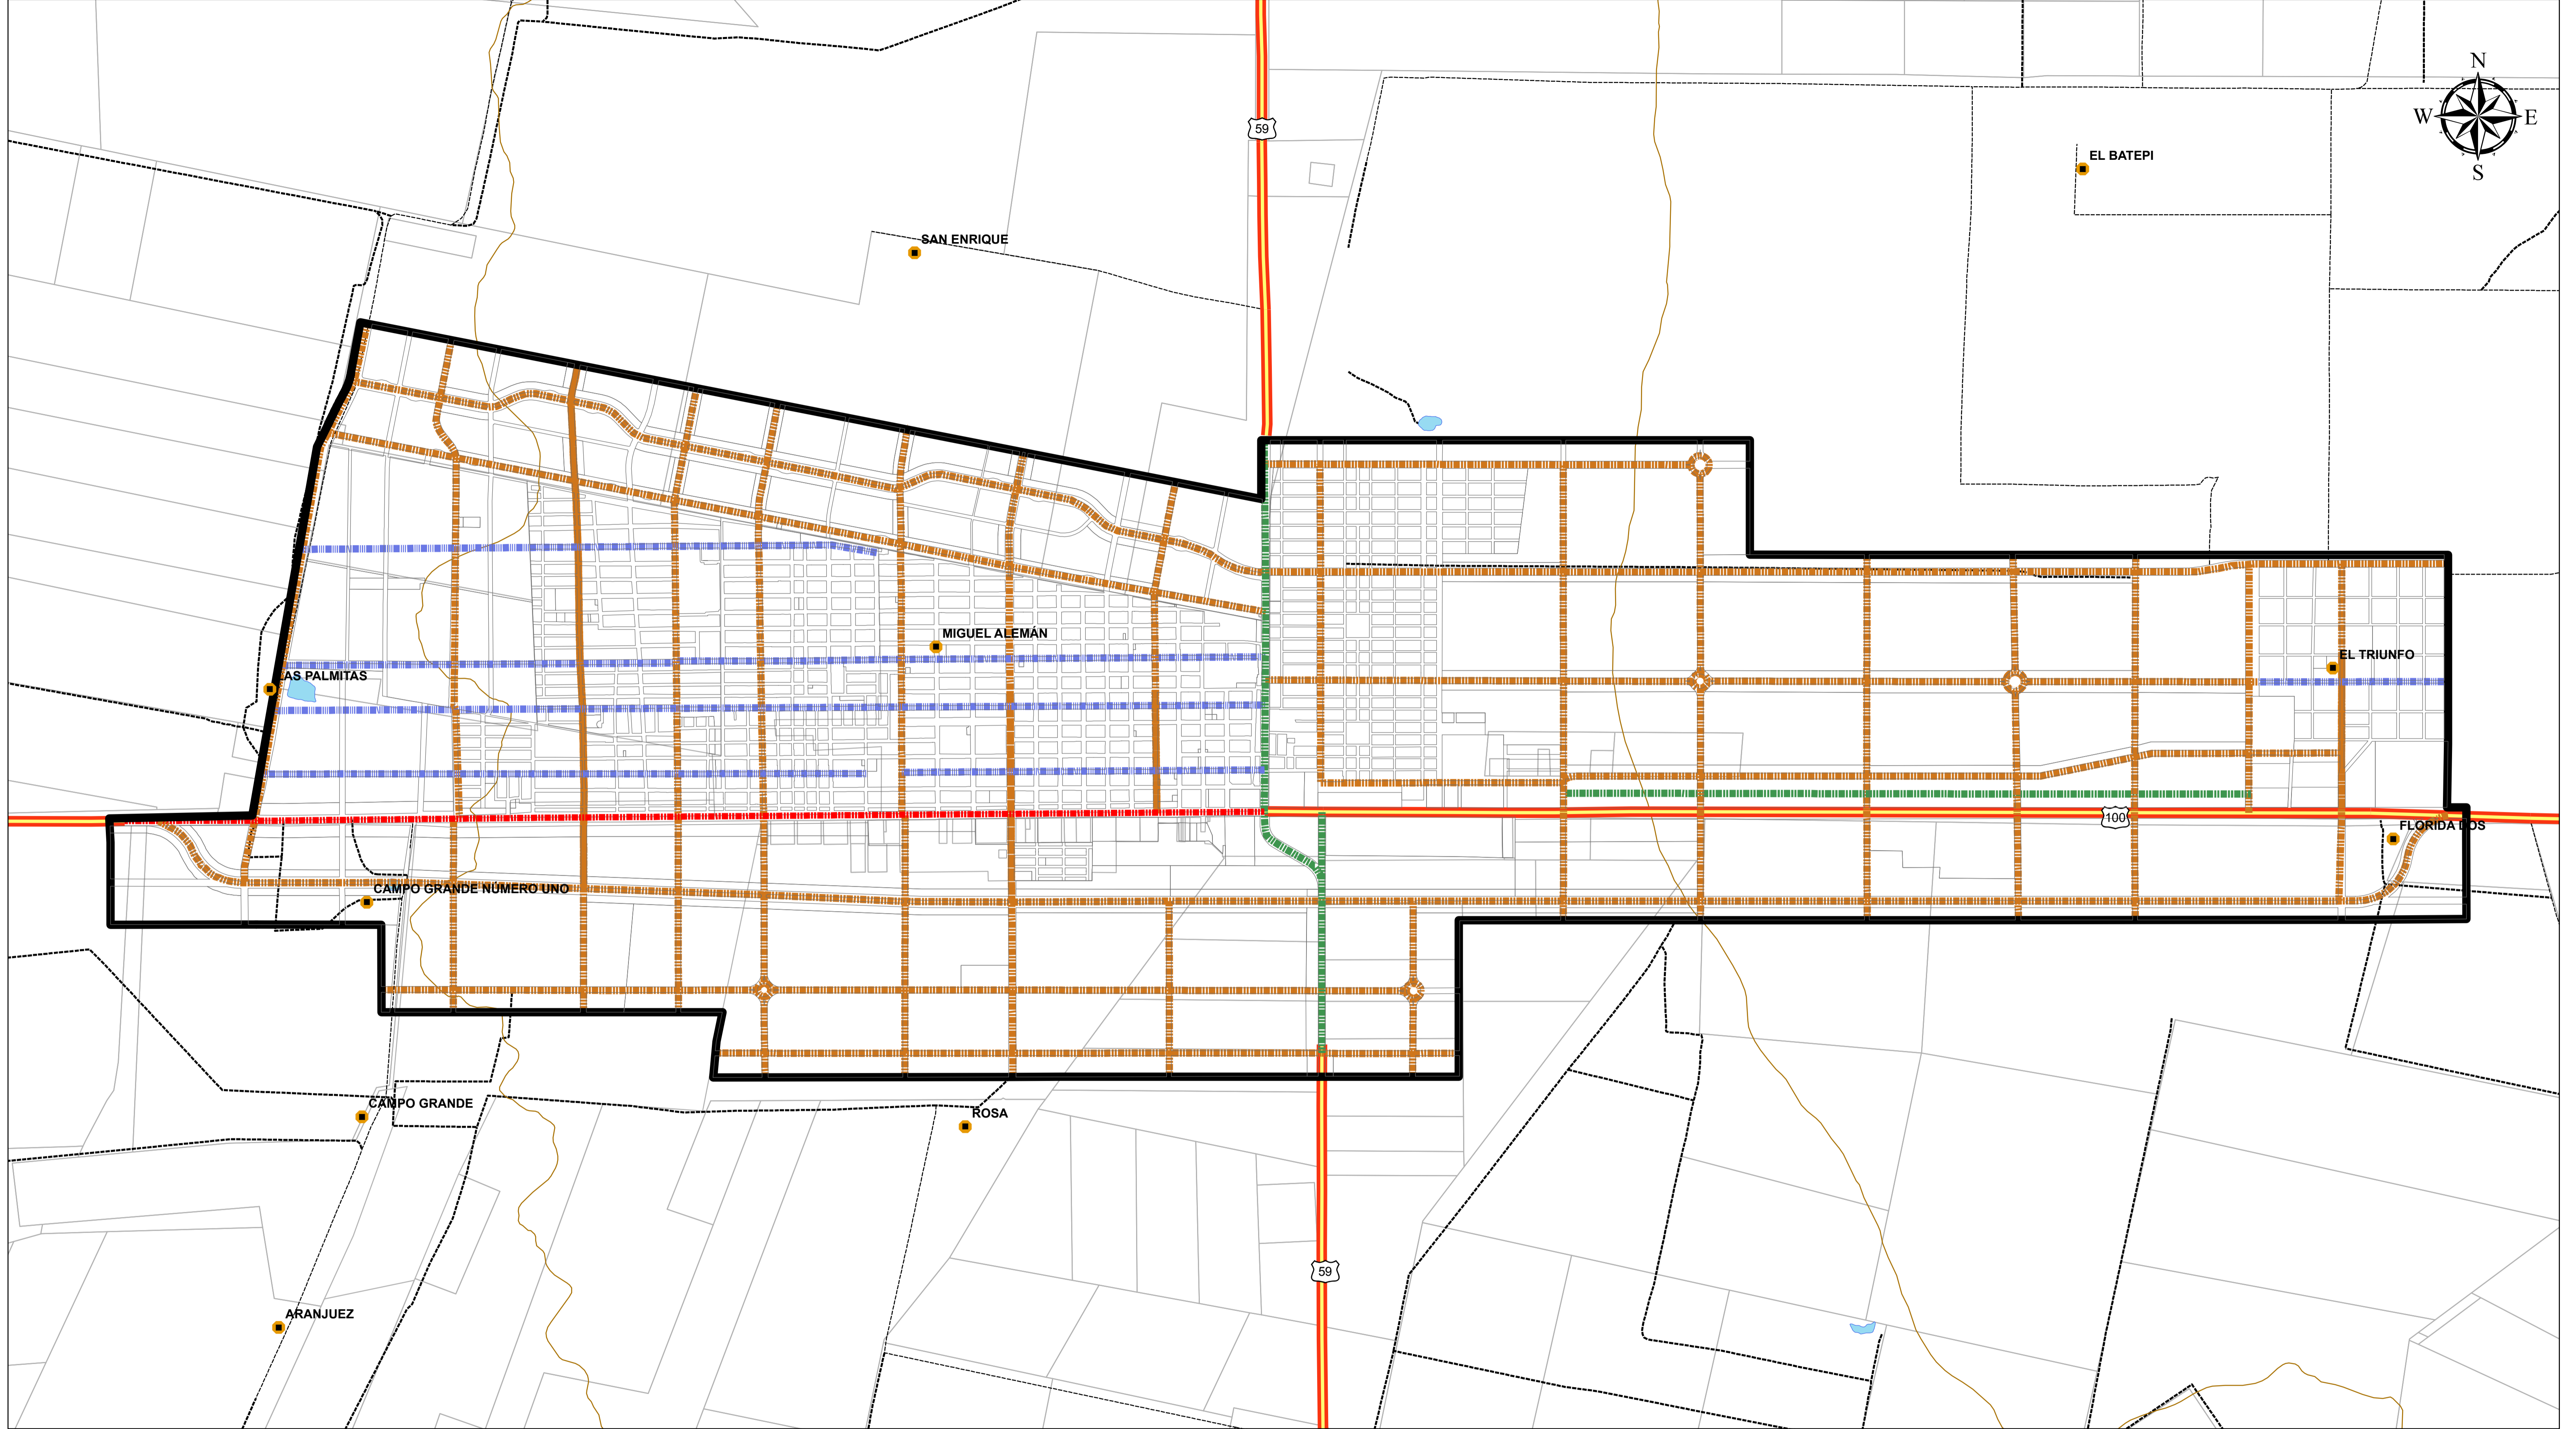 N
W E
S
59
EL BATEPI
SAN ENRIQUE
MIGUEL ALEMÁN
EL TRIUNFO
LAS PALMITAS
100
FLORIDA DOS
CAMPO GRANDE NÚMERO UNO
CAMPO GRANDE
ROSA
59
ARANJUEZ